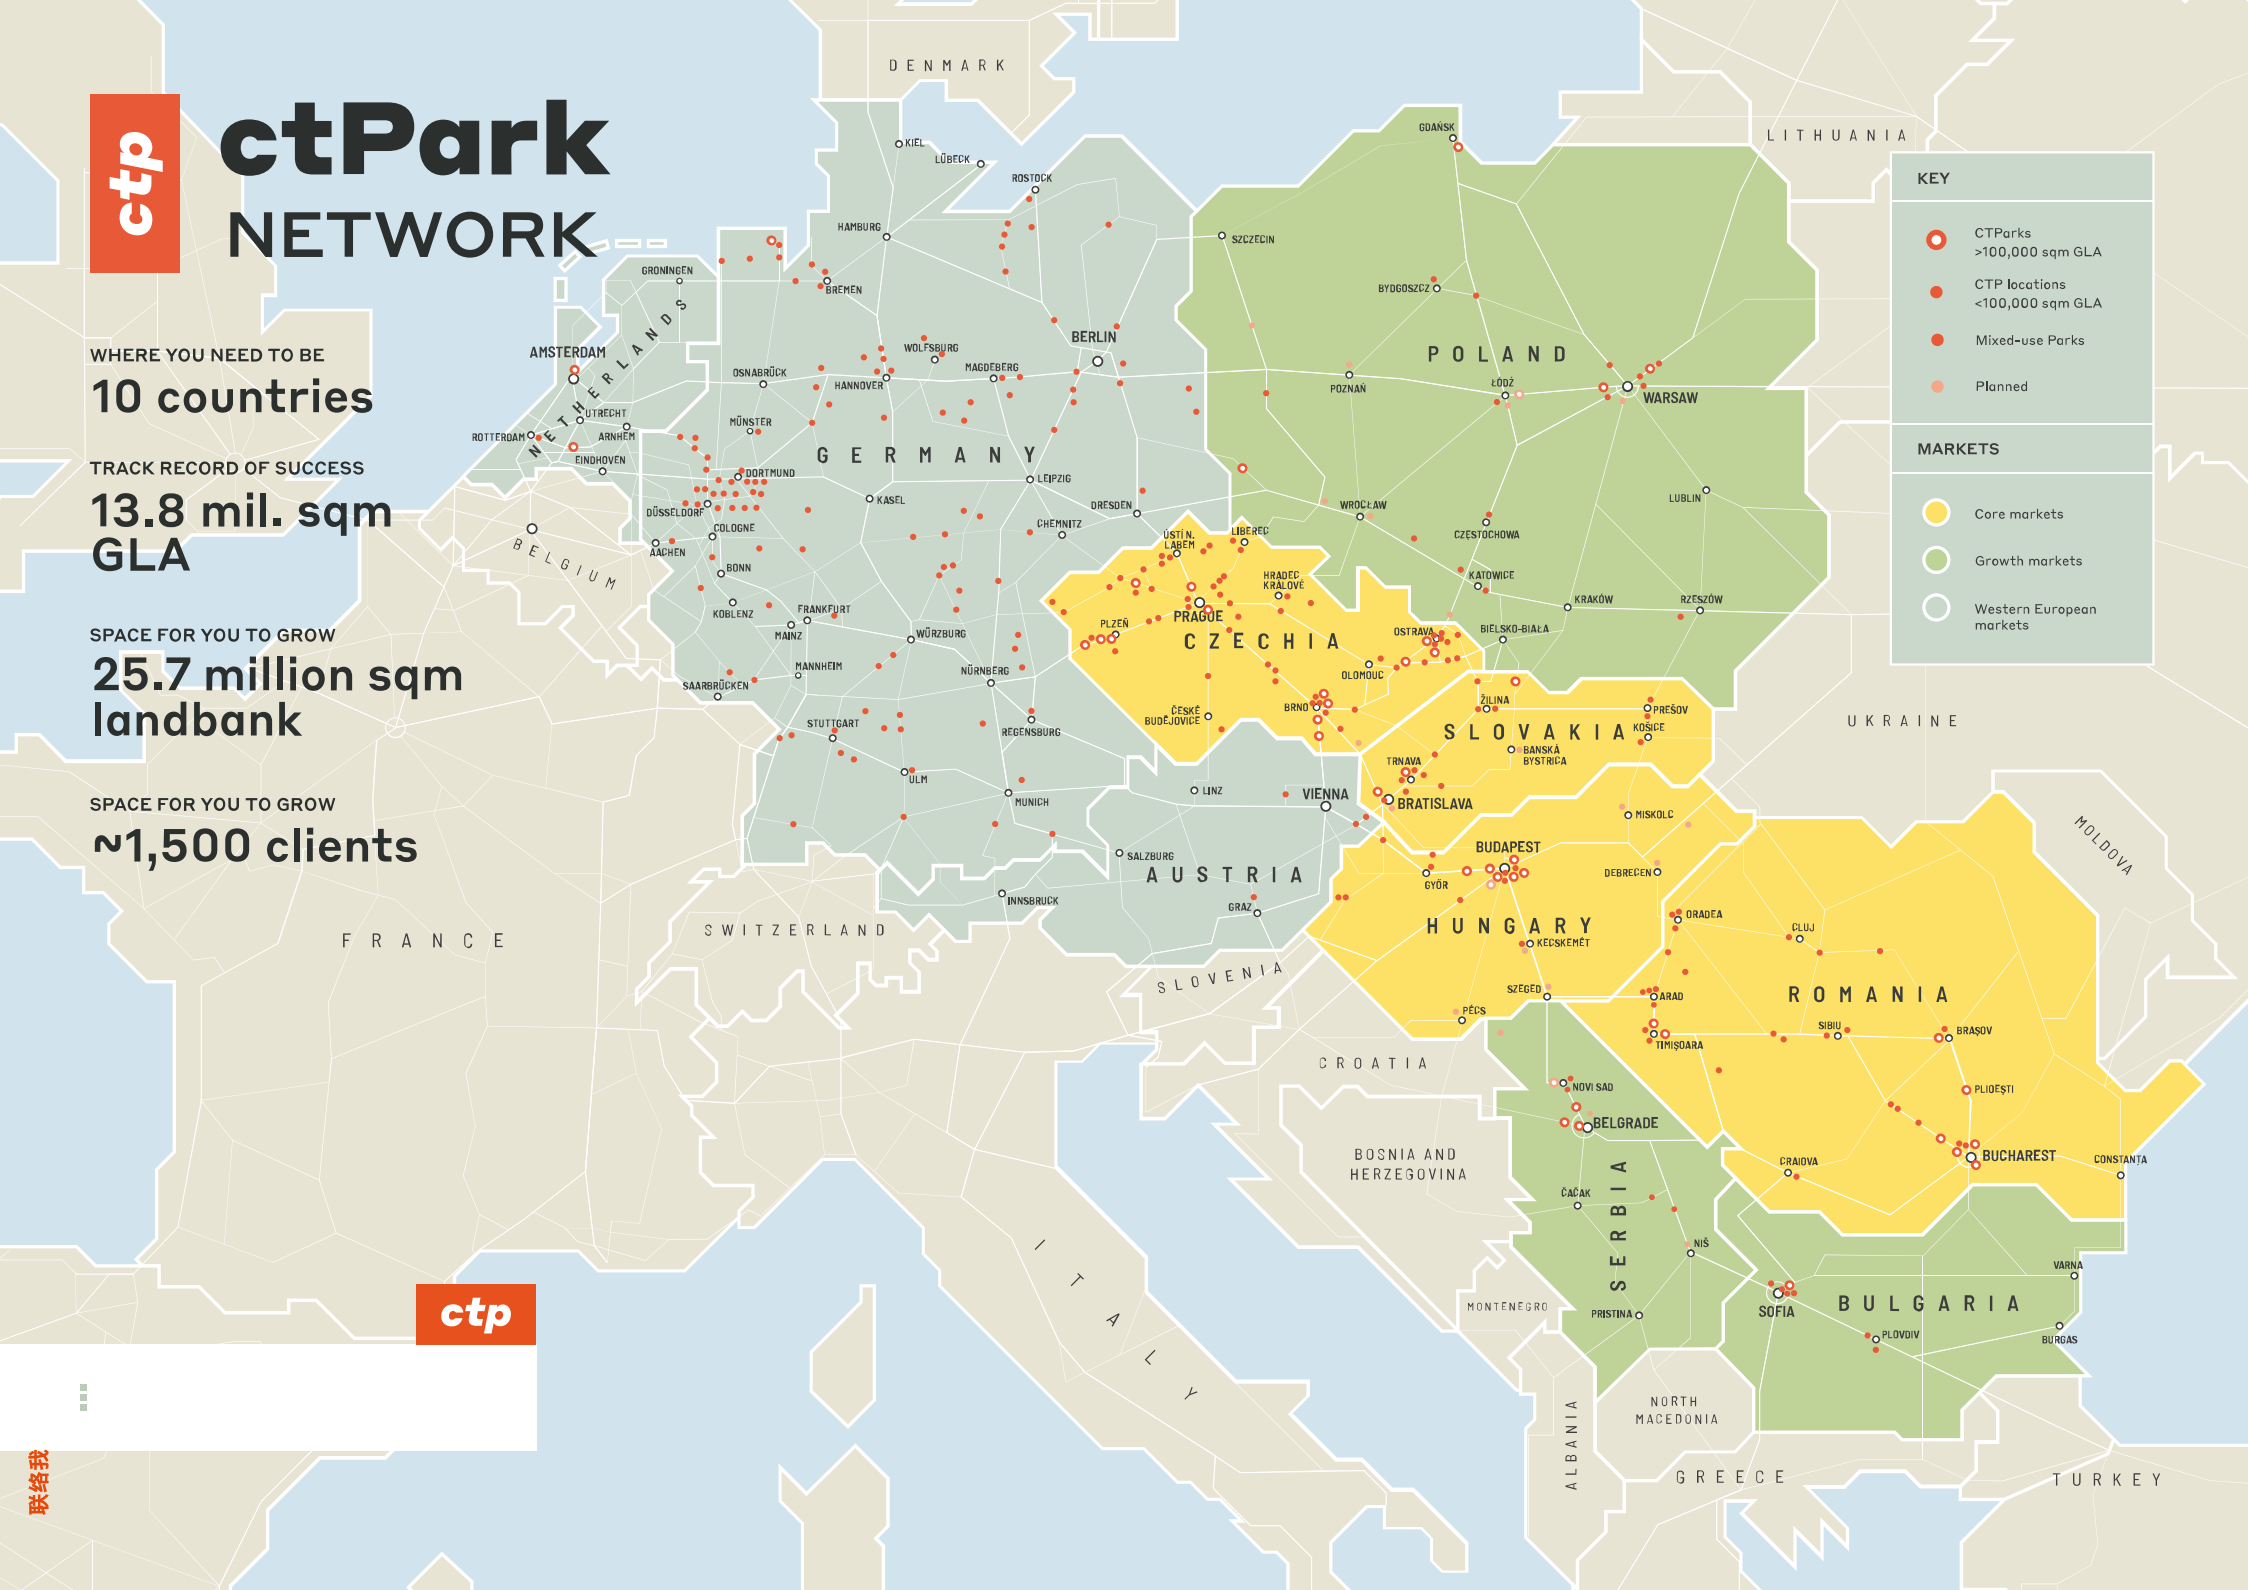 ctp
ctPark
NETWORK
WHERE YOU NEED TO BE
10 countries
TRACK RECORD OF SUCCESS
13.8 mil. sqm
GLA
SPACE FOR YOU TO GROW
25.7 million sqm
landbank
SPACE FOR YOU TO GROW
~1,500 clients
ctp
联络我
KEY
CTParks
>100,000 sqm GLA
CTP locations
<100,000 sqm GLA
Mixed-use Parks
Planned
MARKETS
Core markets
Growth markets
Western European
markets
DENMARK
LITHUANIA
NETHERLANDS
BELGIUM
GERMANY
POLAND
CZECHIA
SLOVAKIA
UKRAINE
MOLDOVA
FRANCE
SWITZERLAND
AUSTRIA
HUNGARY
ROMANIA
SLOVENIA
CROATIA
BOSNIA AND
HERZEGOVINA
SERBIA
MONTENEGRO
BULGARIA
ITALY
ALBANIA
NORTH
MACEDONIA
GREECE
TURKEY
KIEL
LÜBECK
ROSTOCK
HAMBURG
GRONINGEN
BREMEN
AMSTERDAM
UTRECHT
ROTTERDAM
ARNHEM
EINDHOVEN
OSNABRÜCK
HANNOVER
WOLFSBURG
MAGDEBERG
BERLIN
MÜNSTER
DORTMUND
DÜSSELDORF
COLOGNE
AACHEN
BONN
KASEL
LEIPZIG
DRESDEN
CHEMNITZ
KOBLENZ
FRANKFURT
MAINZ
WÜRZBURG
MANNHEIM
SAARBRÜCKEN
NÜRNBERG
STUTTGART
REGENSBURG
ULM
MUNICH
GDAŃSK
SZCZECIN
BYDGOSZCZ
POZNAŃ
ŁÓDŹ
WARSAW
WROCŁAW
LUBLIN
CZĘSTOCHOWA
KATOWICE
KRAKÓW
RZESZÓW
BIELSKO-BIAŁA
ÚSTÍ N.
LABEM
LIBEREC
HRADEC
KRÁLOVÉ
PRAGUE
PLZEŇ
OSTRAVA
OLOMOUC
BRNO
ČESKÉ
BUDĚJOVICE
ŽILINA
PREŠOV
KOŠICE
BANSKÁ
BYSTRICA
TRNAVA
BRATISLAVA
LINZ
VIENNA
SALZBURG
INNSBRUCK
GRAZ
MISKOLC
BUDAPEST
GYŐR
DEBRECEN
KECSKEMÉT
SZEGED
PÉCS
ORADEA
CLUJ
ARAD
TIMIȘOARA
SIBIU
BRAȘOV
PLIOEȘTI
BUCHAREST
CONSTANȚA
CRAIOVA
NOVI SAD
BELGRADE
ČAČAK
NIŠ
PRISTINA
SOFIA
PLOVDIV
VARNA
BURGAS